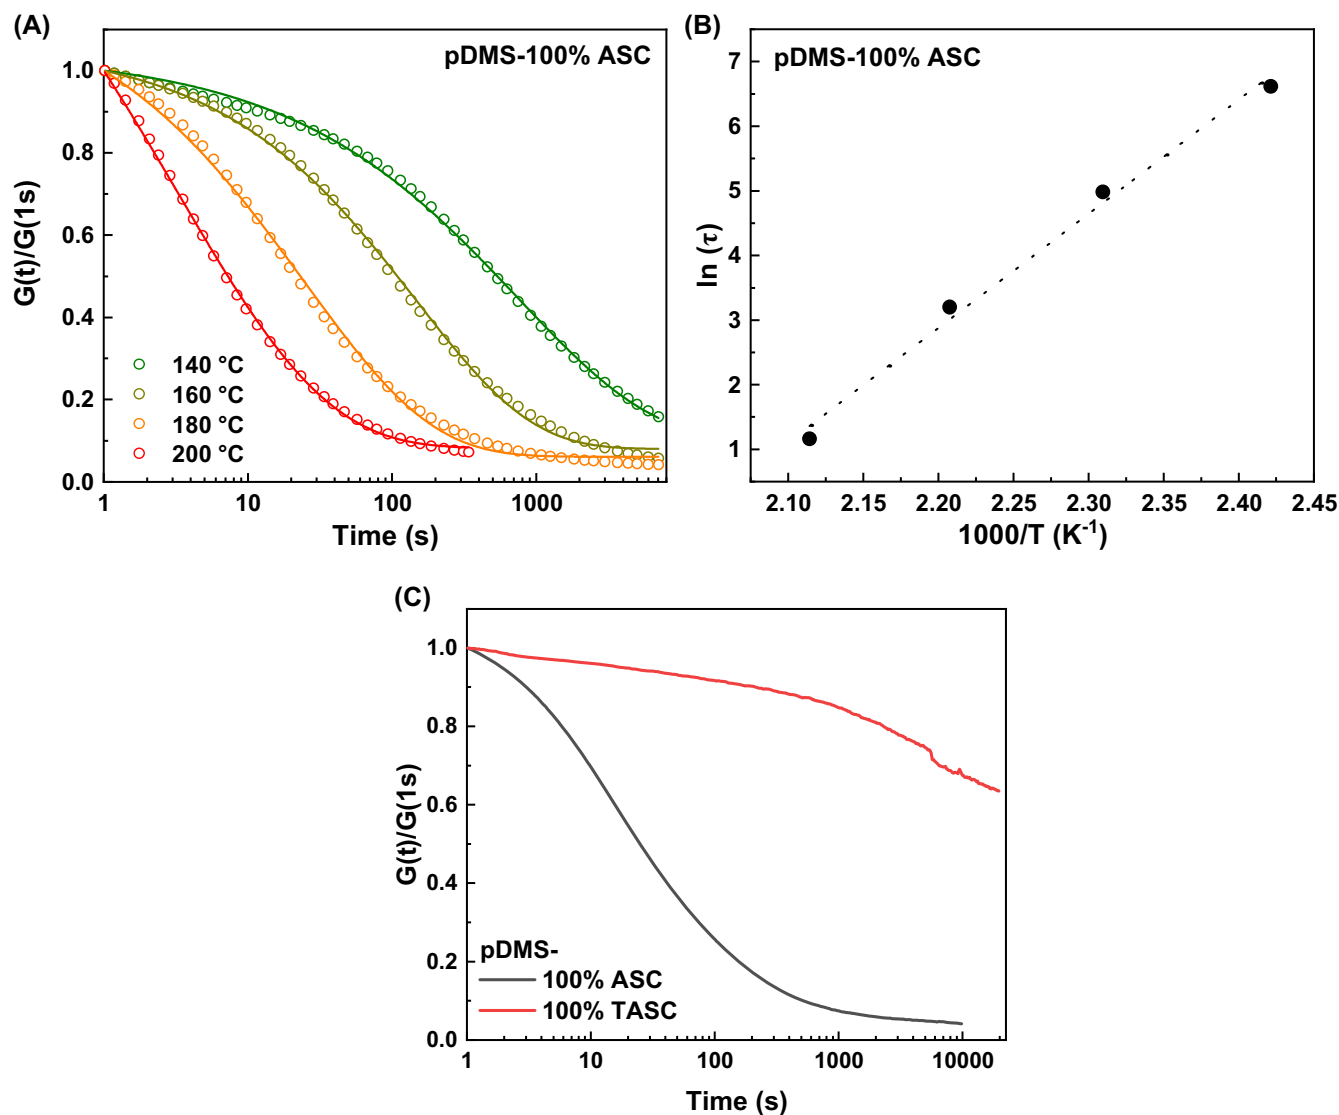 (A)
pDMS-100% ASC
G(t)/G(1s)
1.0
0.8
0.6
0.4
0.2
0.0
140 °C
160 °C
180 °C
200 °C
1 10 100 1000
Time (s)
(B)
pDMS-100% ASC
ln (τ)
7
6
5
4
3
2
1
2.10 2.15 2.20 2.25 2.30 2.35 2.40 2.45
1000/T (K⁻¹)
(C)
G(t)/G(1s)
1.0
0.8
0.6
0.4
0.2
0.0
pDMS-
100% ASC
100% TASC
1 10 100 1000 10000
Time (s)